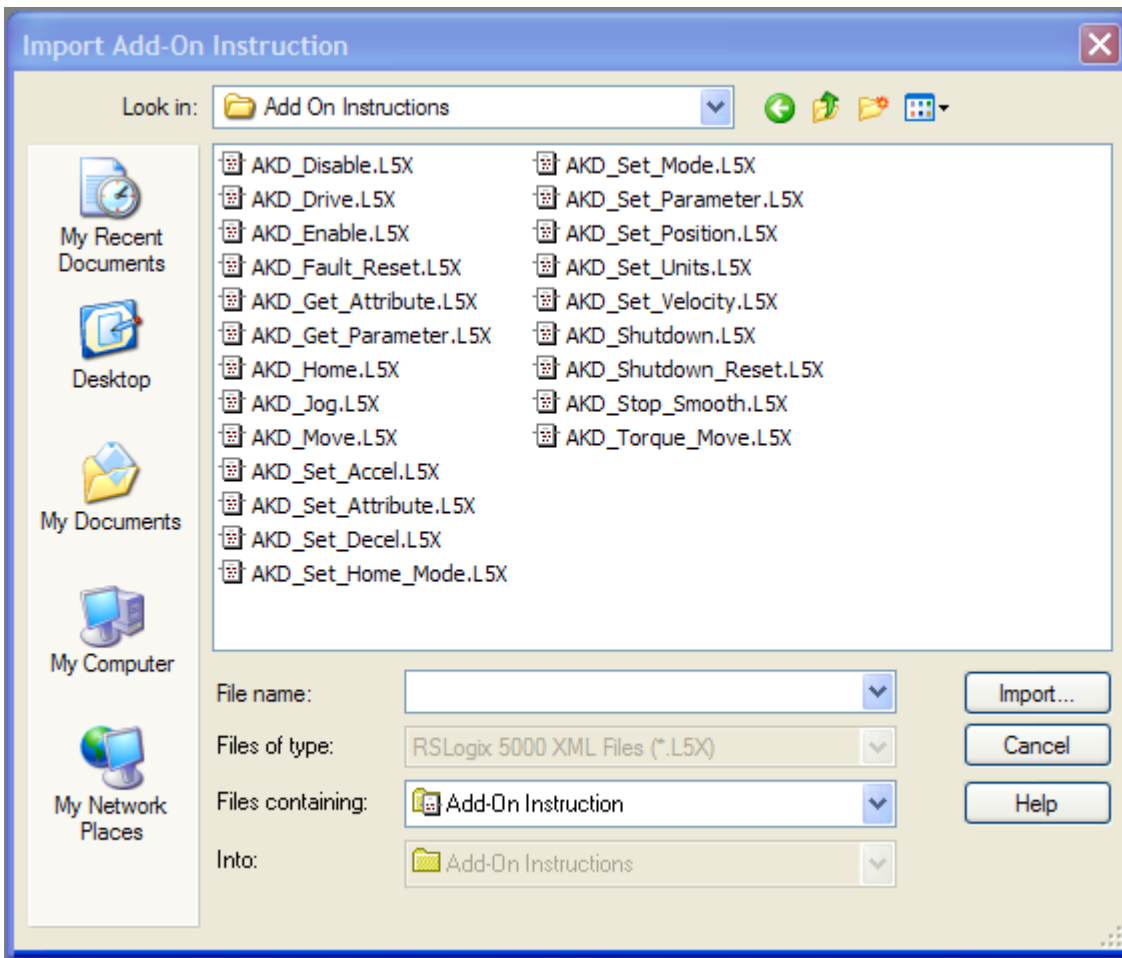 Import Add-On Instruction
Look in:
Add On Instructions
My Recent
Documents
Desktop
My Documents
My Computer
My Network
Places
AKD_Disable.L5X
AKD_Drive.L5X
AKD_Enable.L5X
AKD_Fault_Reset.L5X
AKD_Get_Attribute.L5X
AKD_Get_Parameter.L5X
AKD_Home.L5X
AKD_Jog.L5X
AKD_Move.L5X
AKD_Set_Accel.L5X
AKD_Set_Attribute.L5X
AKD_Set_Decel.L5X
AKD_Set_Home_Mode.L5X
AKD_Set_Mode.L5X
AKD_Set_Parameter.L5X
AKD_Set_Position.L5X
AKD_Set_Units.L5X
AKD_Set_Velocity.L5X
AKD_Shutdown.L5X
AKD_Shutdown_Reset.L5X
AKD_Stop_Smooth.L5X
AKD_Torque_Move.L5X
File name:
Import...
Files of type:
RSLogix 5000 XML Files (*.L5X)
Cancel
Files containing:
Add-On Instruction
Help
Into:
Add-On Instructions